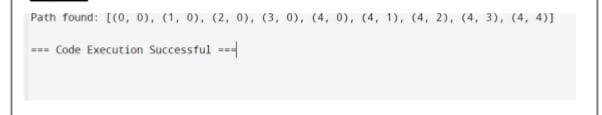 Path found: [(0, 0), (1, 0), (2, 0), (3, 0), (4, 0), (4, 1), (4, 2), (4, 3), (4, 4)]
=== Code Execution Successful ===